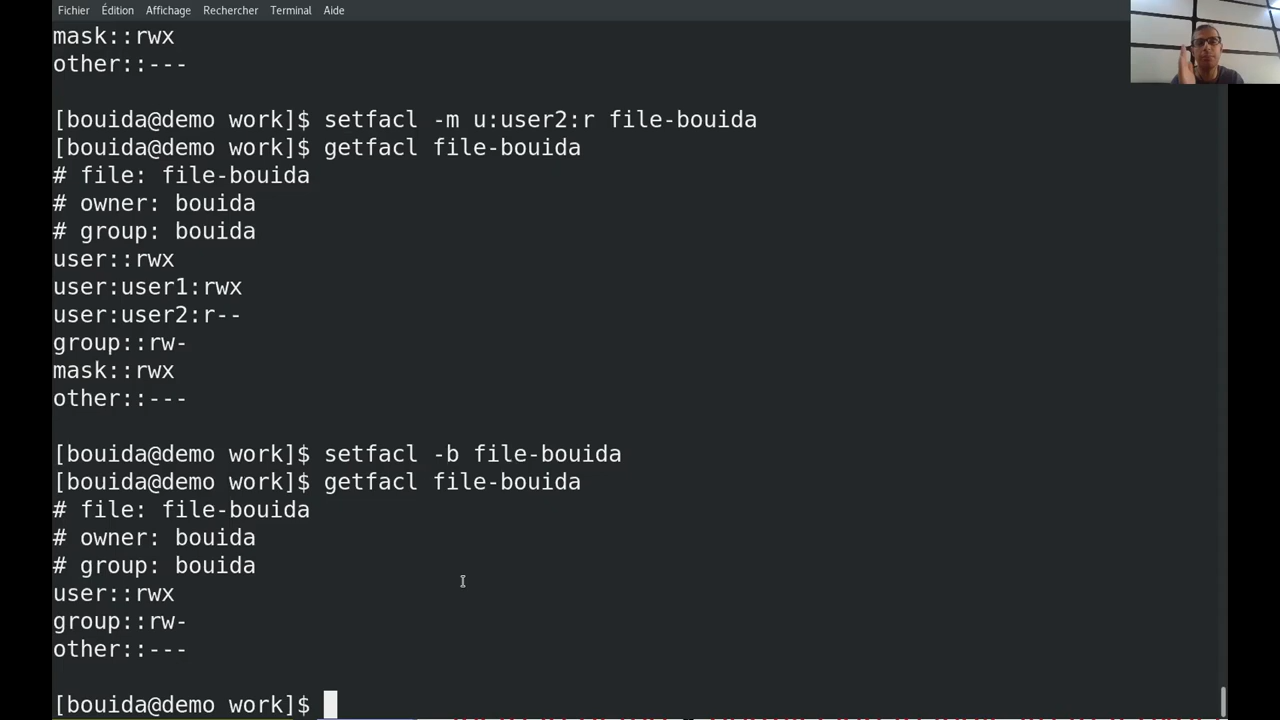 Fichier Édition Affichage Rechercher Terminal Aide
mask::rwx
other::---
[bouida@demo work]$ setfacl -m u:user2:r file-bouida
[bouida@demo work]$ getfacl file-bouida
# file: file-bouida
# owner: bouida
# group: bouida
user::rwx
user:user1:rwx
user:user2:r--
group::rw-
mask::rwx
other::---
[bouida@demo work]$ setfacl -b file-bouida
[bouida@demo work]$ getfacl file-bouida
# file: file-bouida
# owner: bouida
# group: bouida
user::rwx
group::rw-
other::---
[bouida@demo work]$